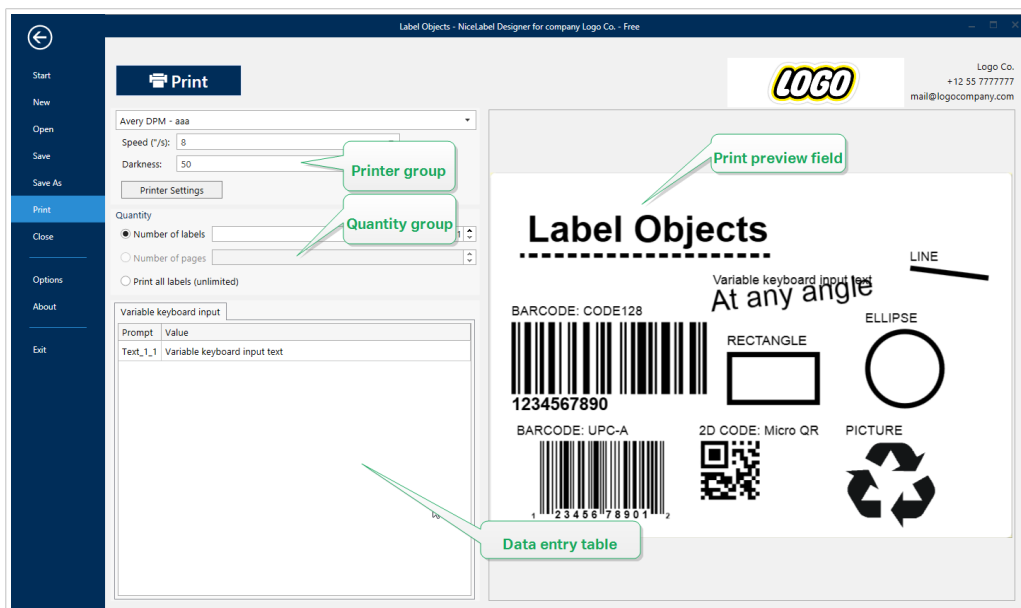 Label Objects - NiceLabel Designer for company Logo Co. - Free
Start
New
Open
Save
Save As
Print
Close
Options
About
Exit
Print
LOGO
Logo Co.
+12 55 7777777
mail@logocompany.com
Avery DPM - aaa
Speed ("/s): 8
Darkness: 50
Printer Settings
Printer group
Quantity
Number of labels 1
Number of pages
Print all labels (unlimited)
Quantity group
Variable keyboard input
Prompt Value
Text_1_1 Variable keyboard input text
Data entry table
Print preview field
Label Objects
LINE
Variable keyboard input text
At any angle
BARCODE: CODE128
1234567890
RECTANGLE
ELLIPSE
BARCODE: UPC-A
1 23456 78901 2
2D CODE: Micro QR
PICTURE